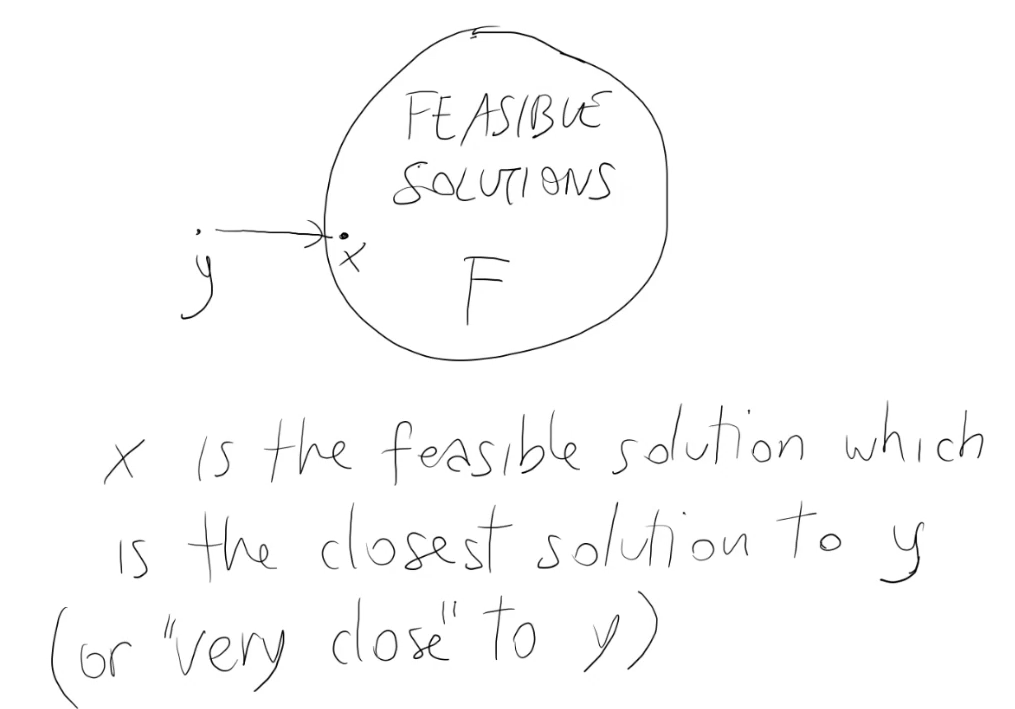 FEASIBLE
SOLUTIONS
y
x
F
x is the feasible solution which
is the closest solution to y
(or "very close" to y)